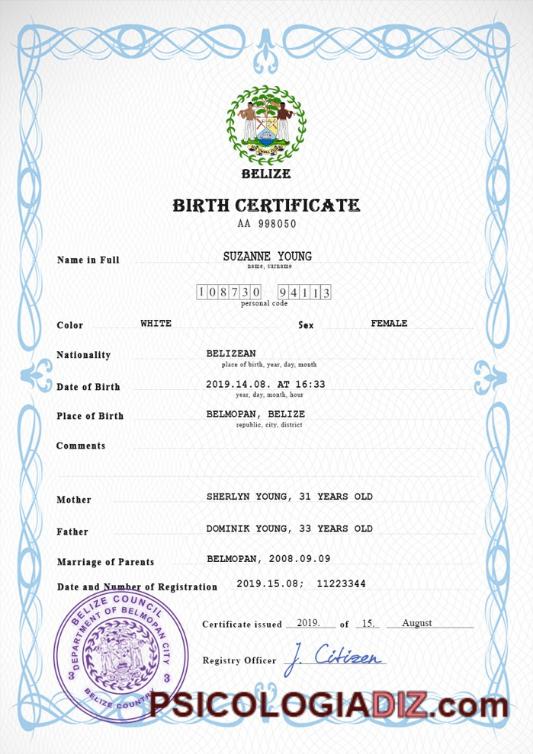 BELIZE
BIRTH CERTIFICATE
AA 998050
Name in Full SUZANNE YOUNG
name, surname
108730 94113
personal code
Color WHITE Sex FEMALE
Nationality BELIZEAN
place of birth, year, day, month
Date of Birth 2019.14.08. AT 16:33
year, day, month, hour
Place of Birth BELMOPAN, BELIZE
republic, city, district
Comments
Mother SHERLYN YOUNG, 31 YEARS OLD
Father DOMINIK YOUNG, 33 YEARS OLD
Marriage of Parents BELMOPAN, 2008.09.09
Date and Number of Registration 2019.15.08; 11223344
BELIZE COUNCIL
DEPARTMENT OF BELMOPAN CITY
3 3
BELIZE COUNTRY
Certificate issued 2019. of 15. August
Registry Officer J. Citizen
PSICOLOGIADIZ.com